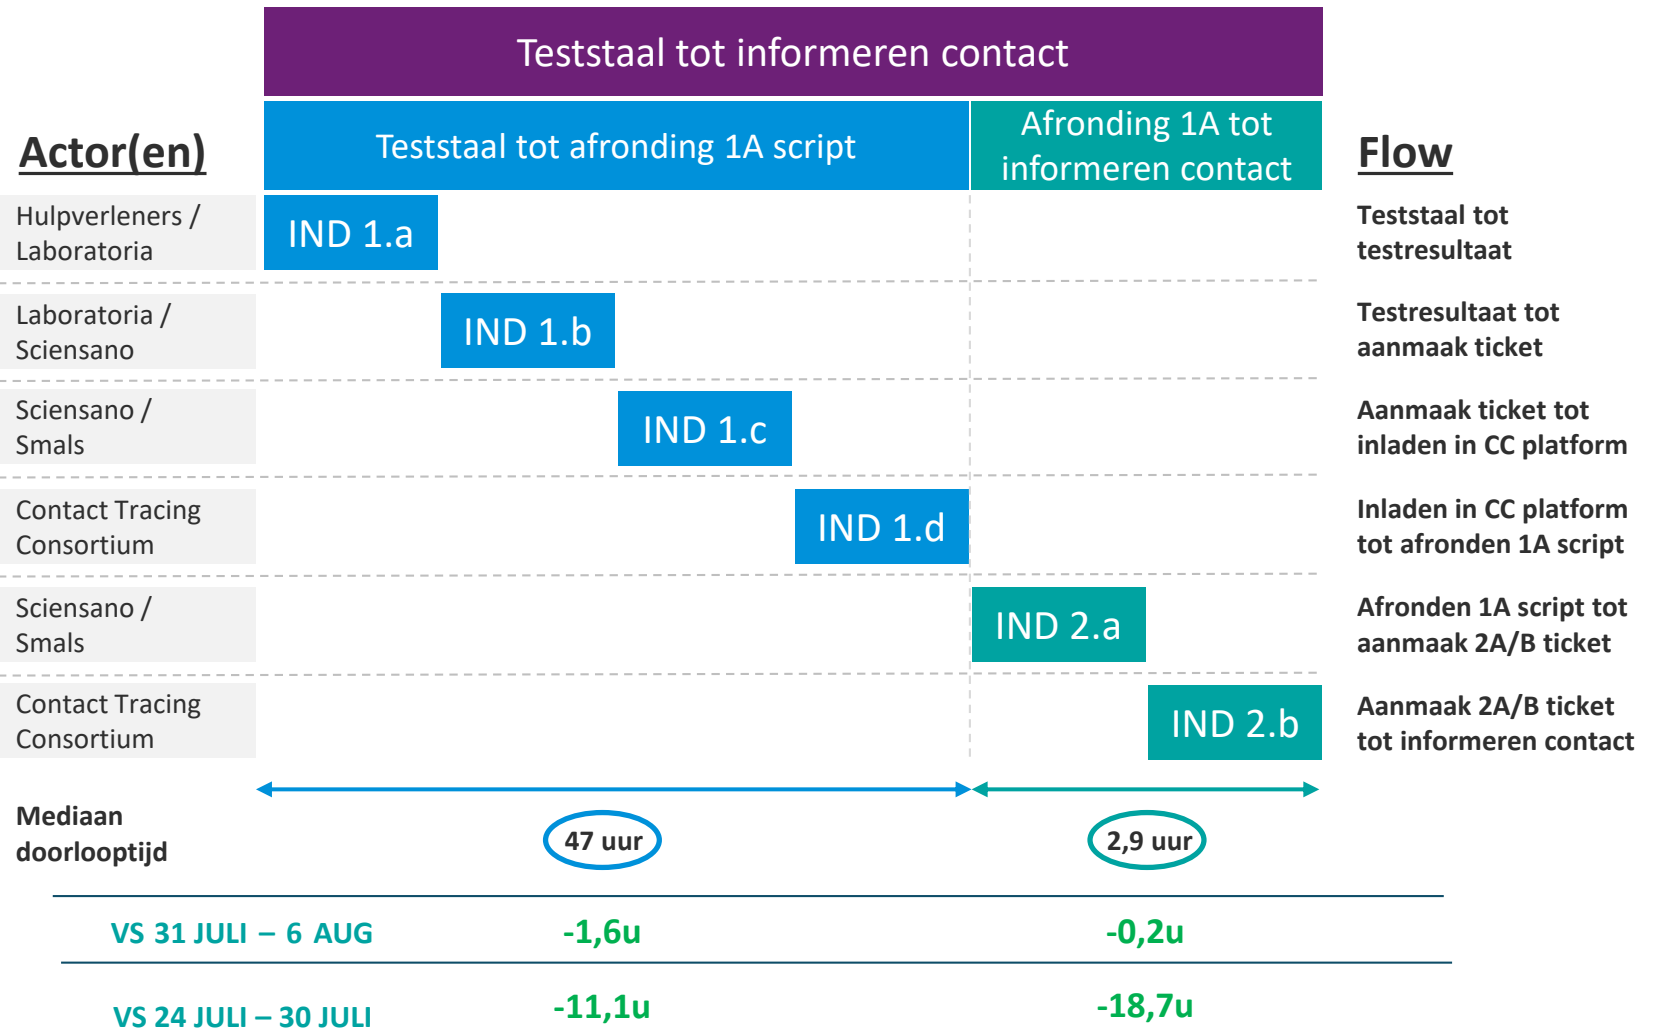 Teststaal tot informeren contact
Actor(en)
Teststaal tot afronding 1A script
Afronding 1A tot
informeren contact
Flow
Hulpverleners /
Laboratoria
IND 1.a
Teststaal tot
testresultaat
Laboratoria /
Sciensano
IND 1.b
Testresultaat tot
aanmaak ticket
Sciensano /
Smals
IND 1.c
Aanmaak ticket tot
inladen in CC platform
Contact Tracing
Consortium
IND 1.d
Inladen in CC platform
tot afronden 1A script
Sciensano /
Smals
IND 2.a
Afronden 1A script tot
aanmaak 2A/B ticket
Contact Tracing
Consortium
IND 2.b
Aanmaak 2A/B ticket
tot informeren contact
Mediaan
doorlooptijd
47 uur
2,9 uur
VS 31 JULI – 6 AUG
-1,6u
-0,2u
VS 24 JULI – 30 JULI
-11,1u
-18,7u